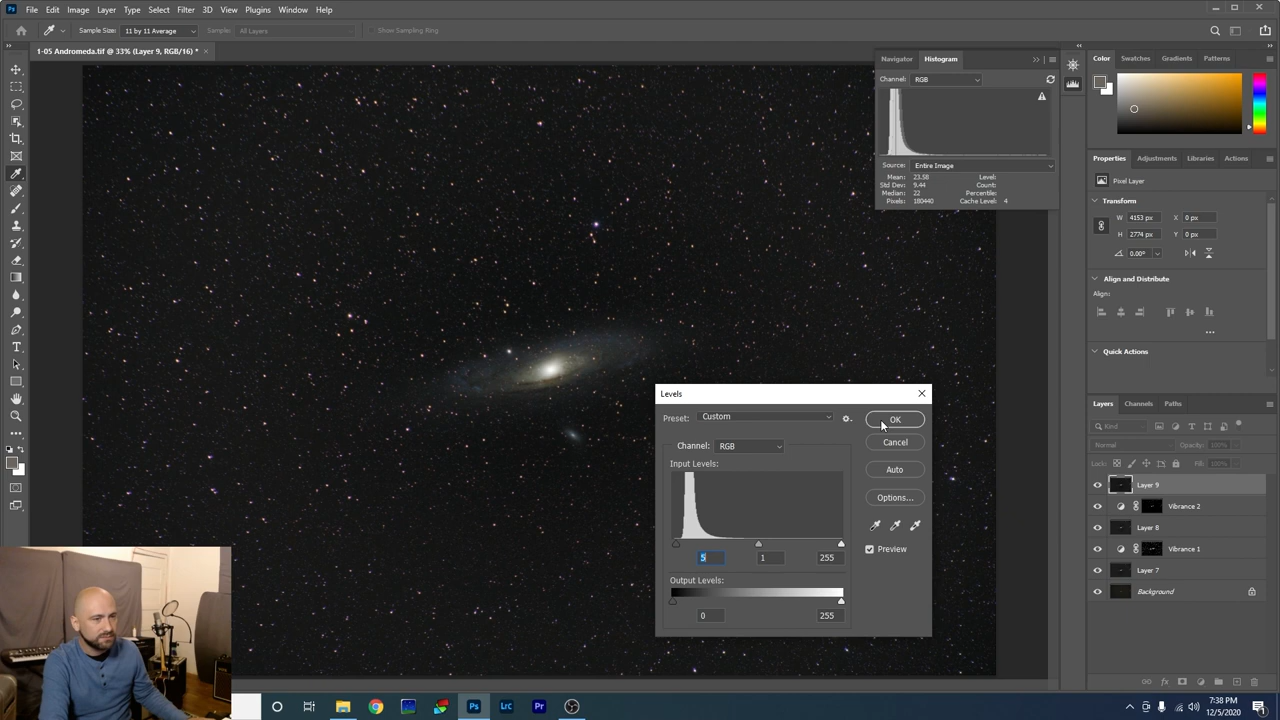 Ps File Edit Image Layer Type Select Filter 3D View Plugins Window Help
Sample Size: 11 by 11 Average Sample: All Layers Show Sampling Ring
1-05 Andromeda.tif @ 33% (Layer 9, RGB/16) *
Navigator Histogram
Channel: RGB
Source: Entire Image
Mean: 23.58 Level:
Std Dev: 9.44 Count:
Median: 22 Percentile:
Pixels: 180440 Cache Level: 4
Color Swatches Gradients Patterns
Properties Adjustments Libraries Actions
Pixel Layer
Transform
W 4153 px X 0 px
H 2774 px Y 0 px
0.00°
Align and Distribute
Align:
Quick Actions
Layers Channels Paths
Kind
Normal Opacity: 100%
Lock: Fill: 100%
Layer 9
Vibrance 2
Layer 8
Vibrance 1
Layer 7
Background
Levels
Preset: Custom
OK
Channel: RGB
Cancel
Input Levels:
Auto
Options...
Preview
5 1 255
Output Levels:
0 255
Ps Lrc Pr
7:38 PM
12/5/2020